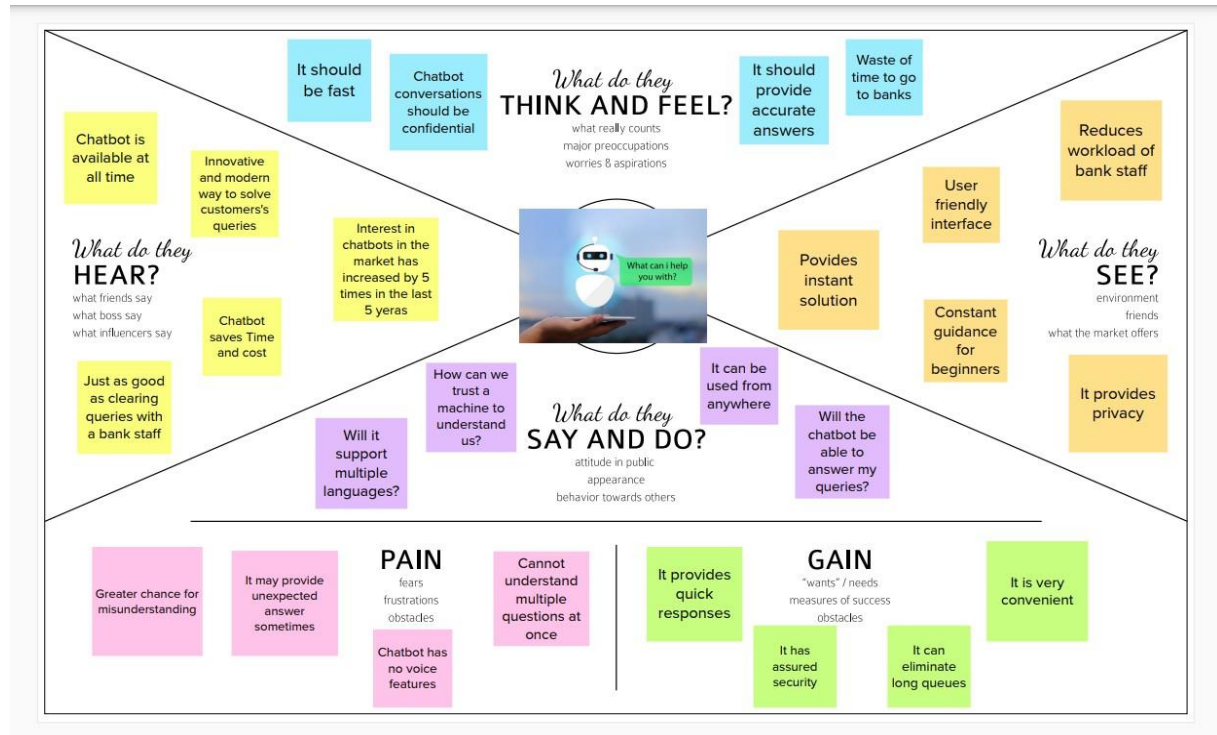 It should
be fast
Chatbot
conversations
should be
confidential
What do they
THINK AND FEEL?
what really counts
major preoccupations
worries & aspirations
It should
provide
accurate
answers
Waste of
time to go
to banks
Chatbot is
available at
all time
Innovative
and modern
way to solve
customers's
queries
What do they
HEAR?
what friends say
what boss say
what influencers say
Interest in
chatbots in the
market has
increased by 5
times in the last
5 yeras
Chatbot
saves Time
and cost
Just as good
as clearing
queries with
a bank staff
What can i help
you with?
Reduces
workload of
bank staff
User
friendly
interface
Povides
instant
solution
What do they
SEE?
environment
friends
what the market offers
Constant
guidance
for
beginners
It provides
privacy
How can we
trust a
machine to
understand
us?
Will it
support
multiple
languages?
What do they
SAY AND DO?
attitude in public
appearance
behavior towards others
It can be
used from
anywhere
Will the
chatbot be
able to
answer my
queries?
Greater chance for
misunderstanding
It may provide
unexpected
answer
sometimes
PAIN
fears
frustrations
obstacles
Chatbot has
no voice
features
Cannot
understand
multiple
questions at
once
It provides
quick
responses
GAIN
"wants" / needs
measures of success
obstacles
It has
assured
security
It can
eliminate
long queues
It is very
convenient